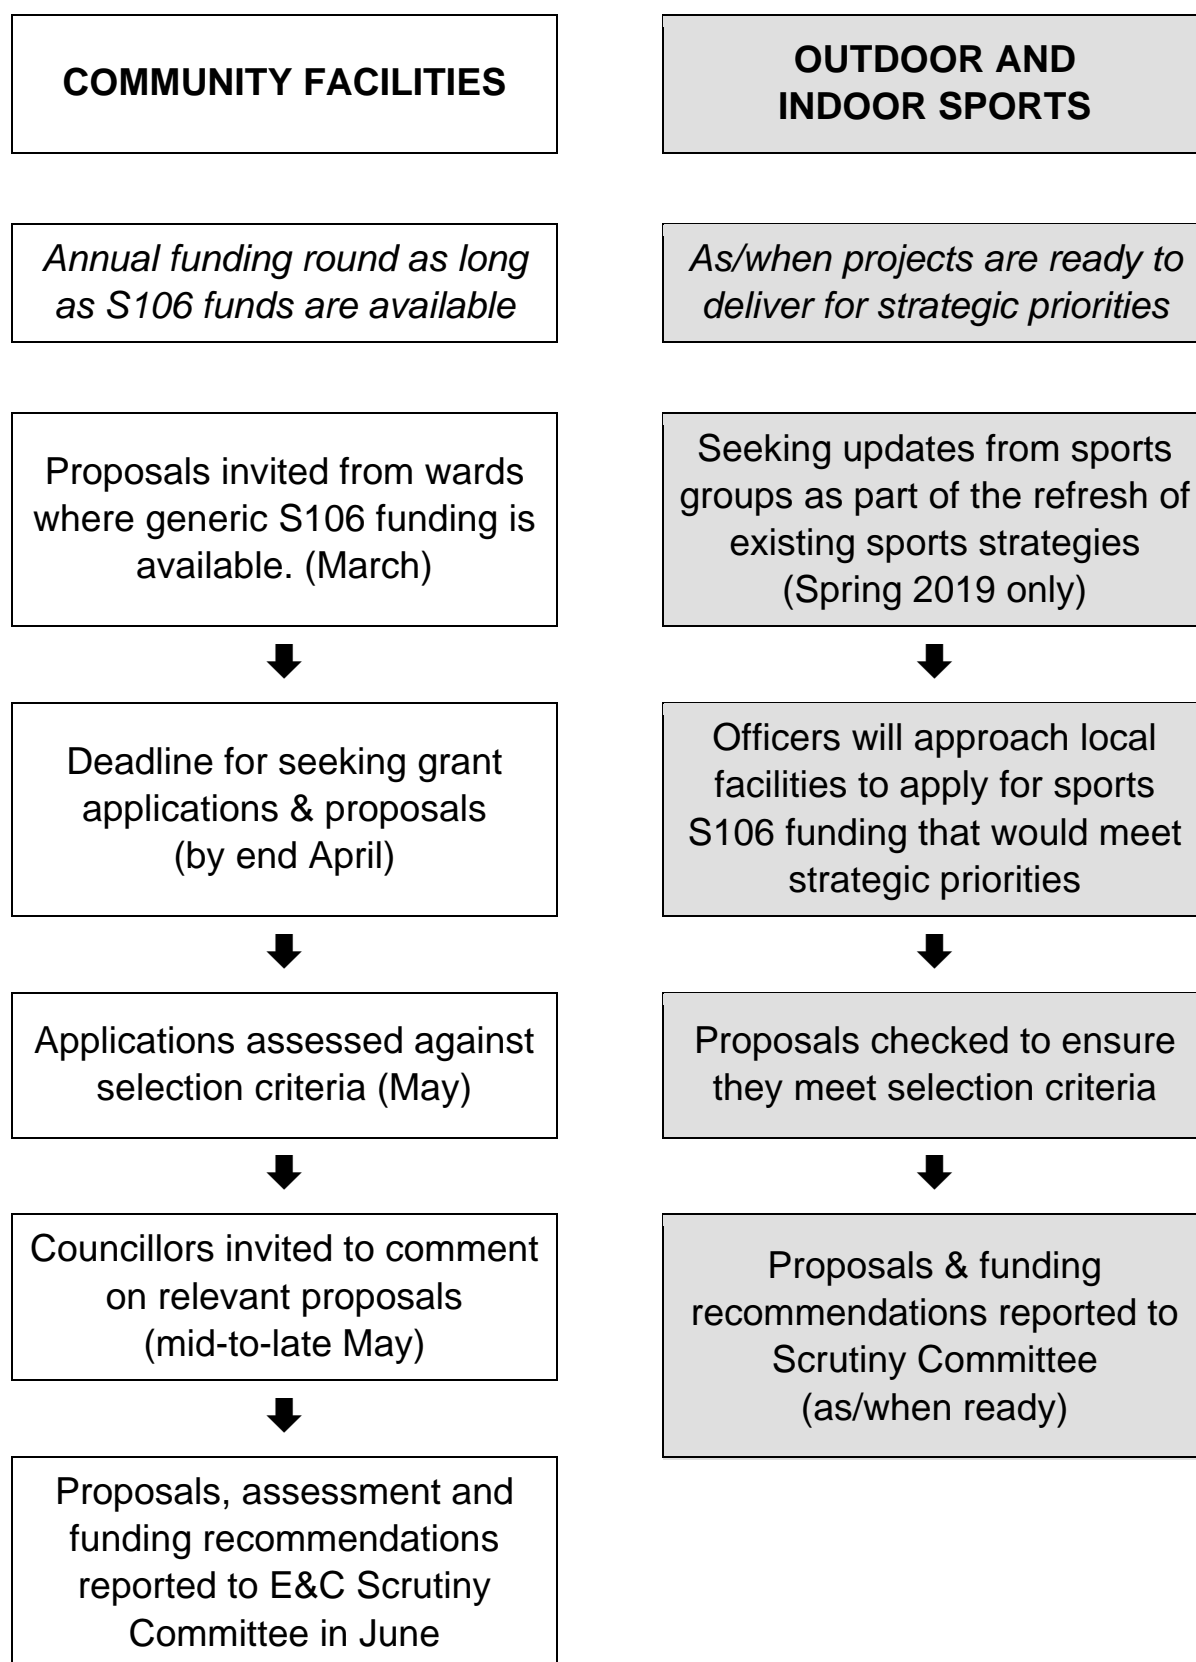 COMMUNITY FACILITIES
Annual funding round as long
as S106 funds are available
Proposals invited from wards
where generic S106 funding is
available. (March)
Deadline for seeking grant
applications & proposals
(by end April)
Applications assessed against
selection criteria (May)
Councillors invited to comment
on relevant proposals
(mid-to-late May)
Proposals, assessment and
funding recommendations
reported to E&C Scrutiny
Committee in June
OUTDOOR AND
INDOOR SPORTS
As/when projects are ready to
deliver for strategic priorities
Seeking updates from sports
groups as part of the refresh of
existing sports strategies
(Spring 2019 only)
Officers will approach local
facilities to apply for sports
S106 funding that would meet
strategic priorities
Proposals checked to ensure
they meet selection criteria
Proposals & funding
recommendations reported to
Scrutiny Committee
(as/when ready)